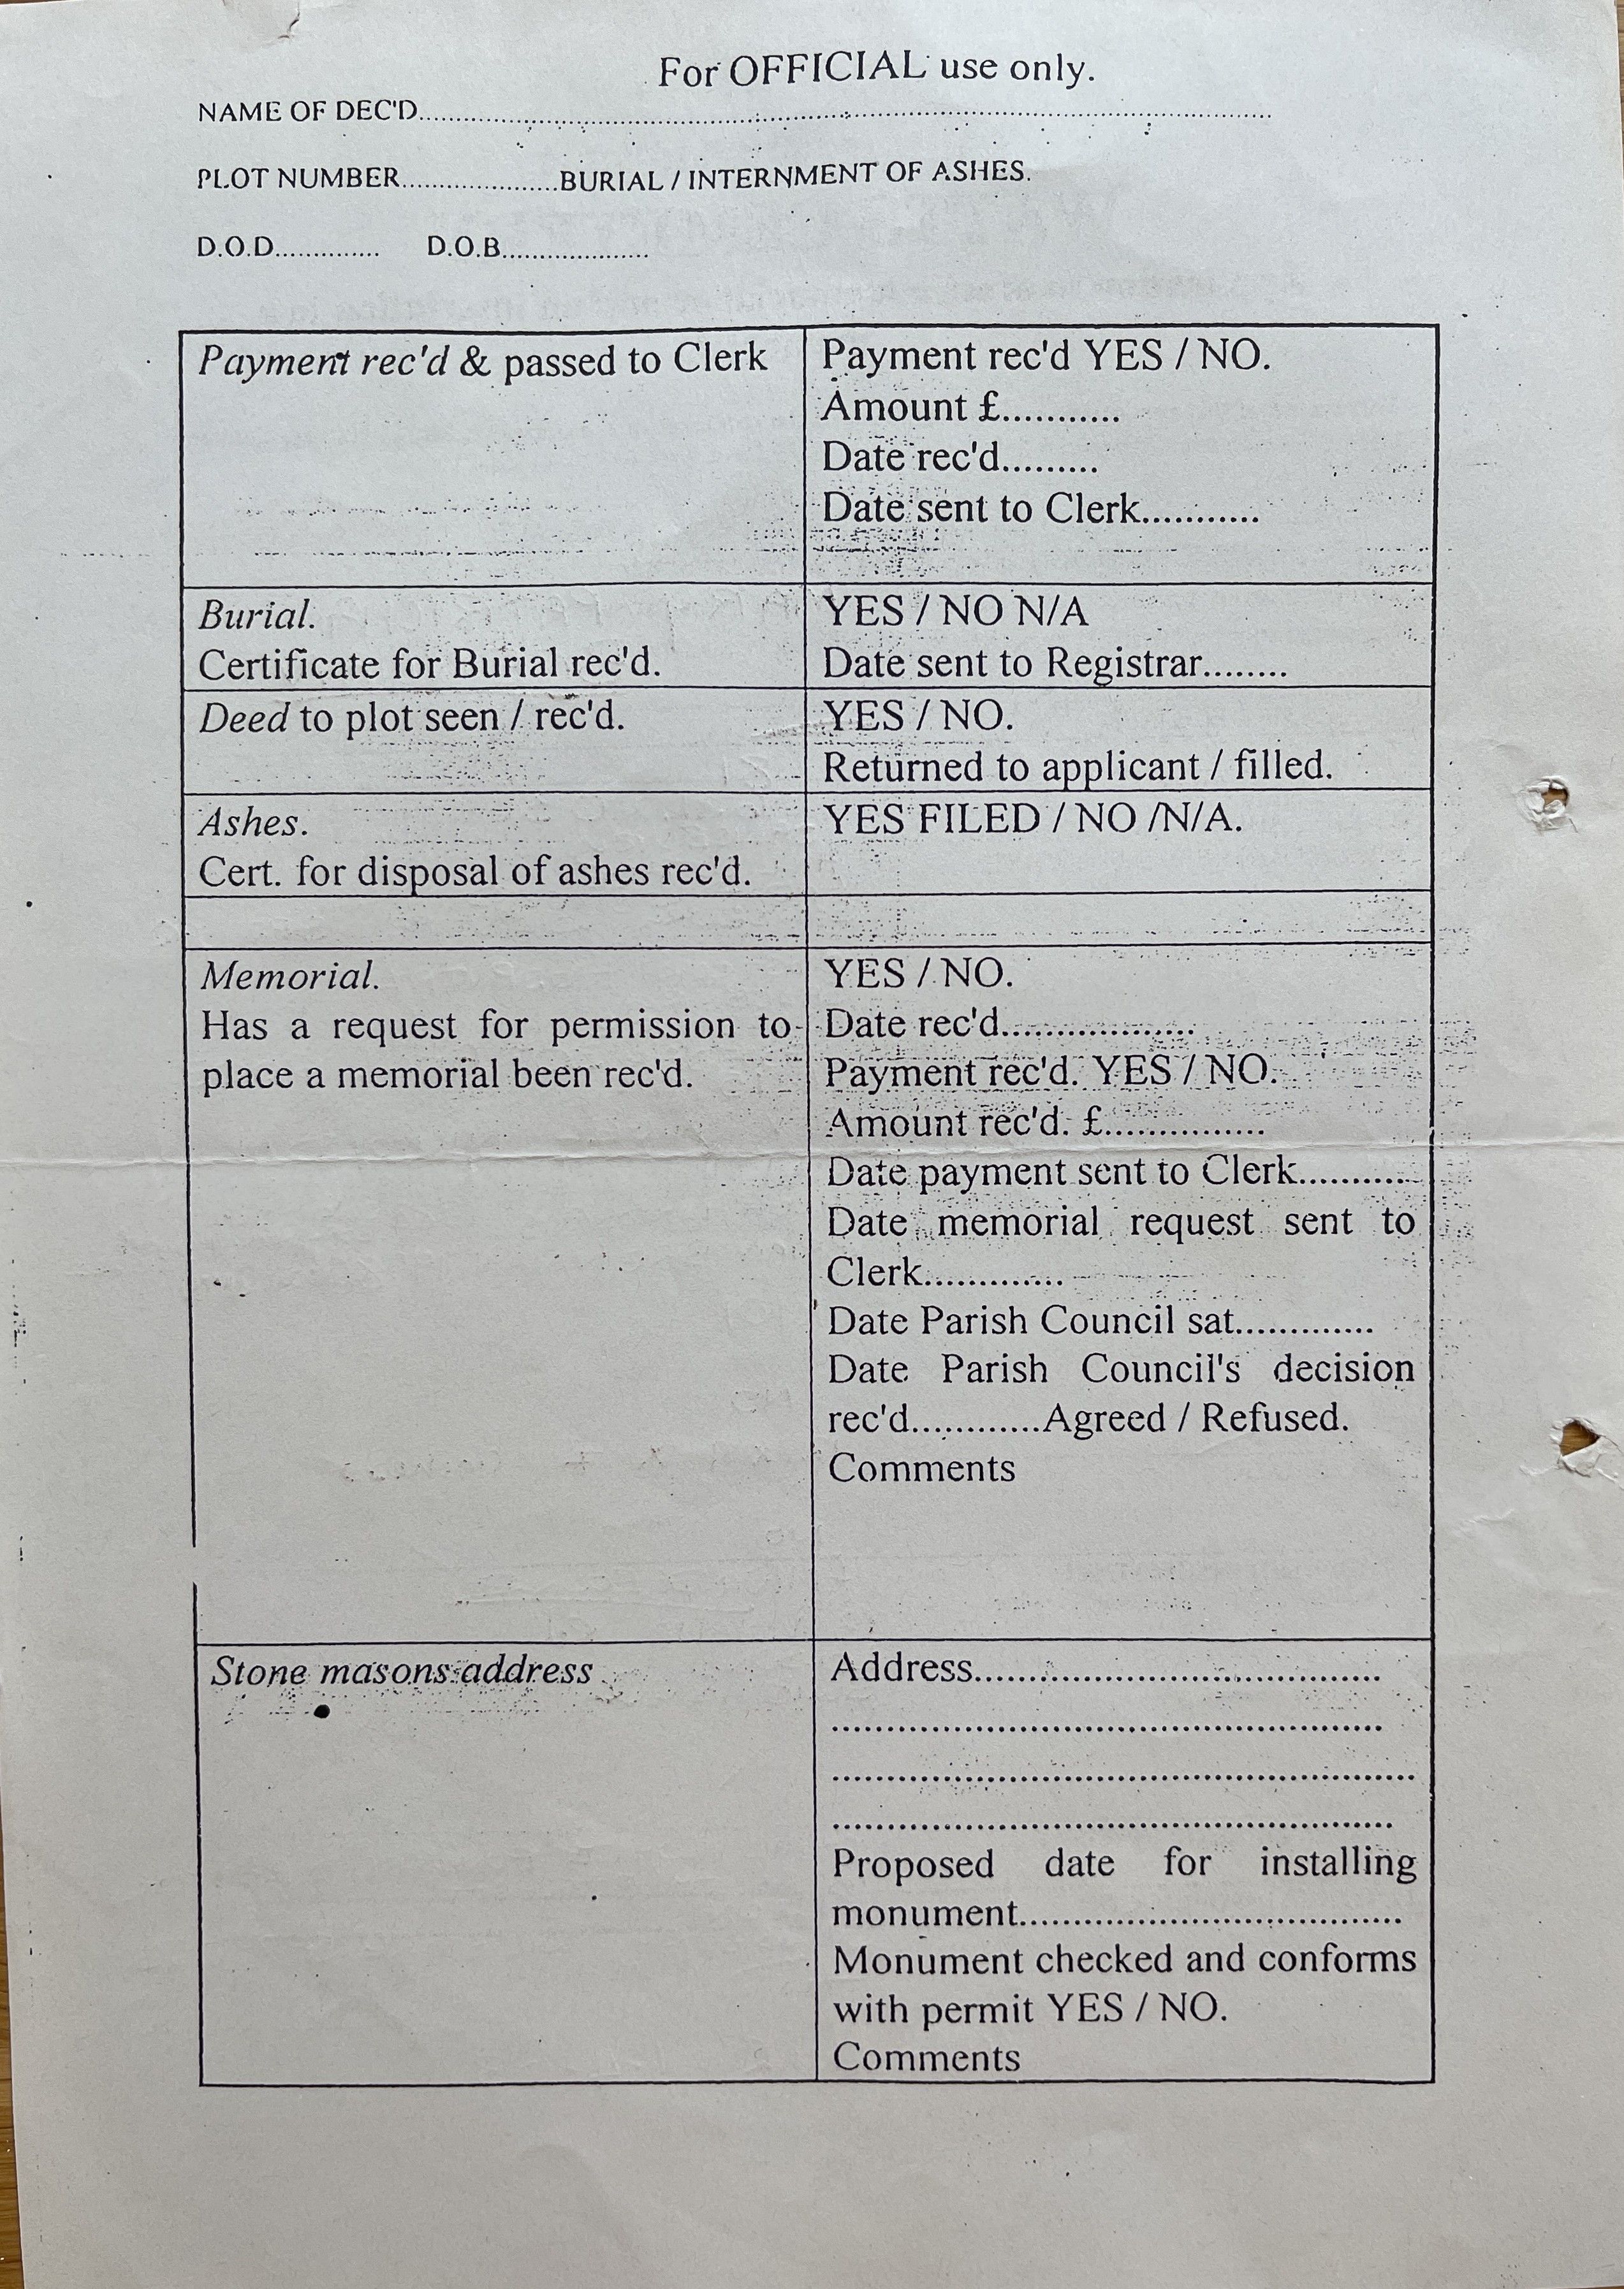 For OFFICIAL use only.
NAME OF DEC'D....................................................................................................
PLOT NUMBER.....................BURIAL / INTERNMENT OF ASHES.
D.O.D.............. D.O.B....................
Payment rec'd & passed to Clerk
Payment rec'd YES / NO.
Amount £...........
Date rec'd.........
Date sent to Clerk...........
Burial.
Certificate for Burial rec'd.
YES / NO N/A
Date sent to Registrar........
Deed to plot seen / rec'd.
YES / NO.
Returned to applicant / filled.
Ashes.
Cert. for disposal of ashes rec'd.
YES FILED / NO /N/A.
Memorial.
Has a request for permission to
place a memorial been rec'd.
YES / NO.
Date rec'd..................
Payment rec'd. YES / NO.
Amount rec'd. £...............
Date payment sent to Clerk..........
Date memorial request sent to
Clerk.............
Date Parish Council sat.............
Date Parish Council's decision
rec'd............Agreed / Refused.
Comments
Stone masons address
Address......................................
....................................................
.......................................................
.....................................................
Proposed date for installing
monument....................................
Monument checked and conforms
with permit YES / NO.
Comments